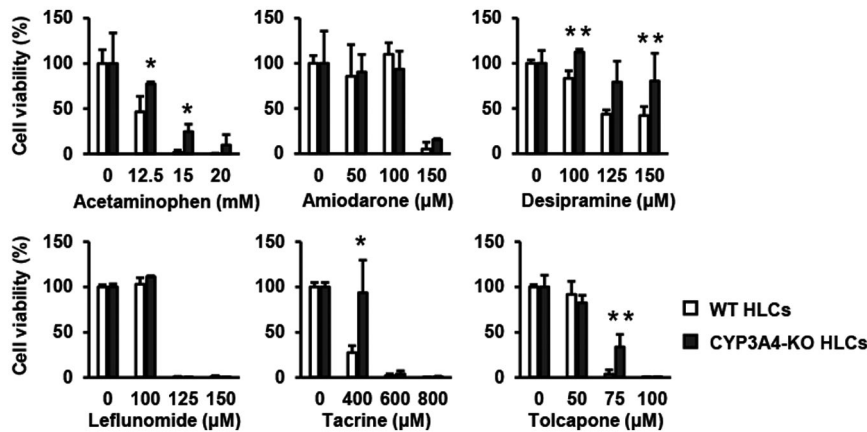 Cell viability (%)
150
100
50
0
*
*
0 12.5 15 20
Acetaminophen (mM)
150
100
50
0
0 50 100 150
Amiodarone (µM)
150
100
50
0
**
**
0 100 125 150
Desipramine (µM)
Cell viability (%)
150
100
50
0
0 100 125 150
Leflunomide (µM)
150
100
50
0
*
0 400 600 800
Tacrine (µM)
150
100
50
0
**
0 50 75 100
Tolcapone (µM)
WT HLCs
CYP3A4-KO HLCs